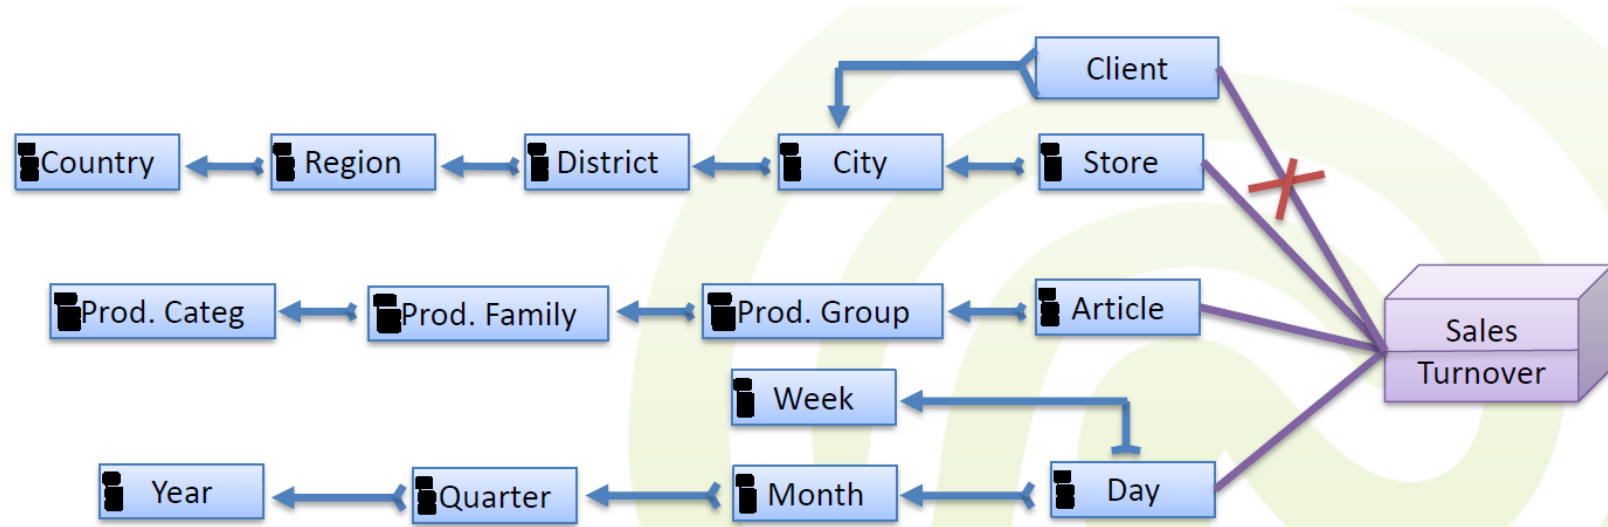 Client
Country
Region
District
City
Store
Prod. Categ
Prod. Family
Prod. Group
Article
Sales
Turnover
Week
Year
Quarter
Month
Day